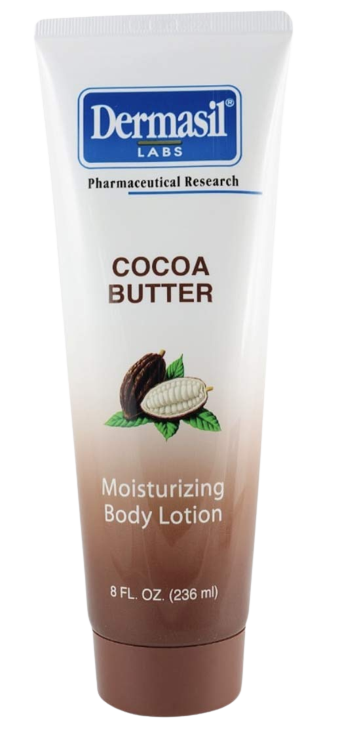 Dermasil®
LABS
Pharmaceutical Research
COCOA
BUTTER
Moisturizing
Body Lotion
8 FL. OZ. (236 ml)